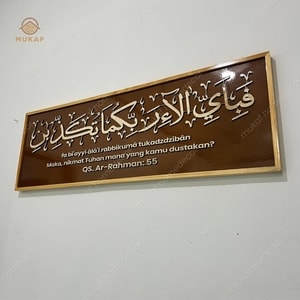 MUKAF
فَبِأَيِّ آلَاءِ رَبِّكُمَا تُكَذِّبَانِ
fa bi'ayyi ālā'i rabbikumā tukadzdzibān
Maka, nikmat Tuhan mana yang kamu dustakan?
QS. Ar-Rahman: 55